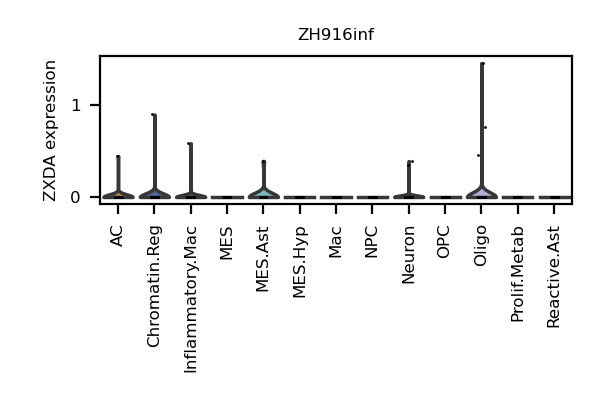 ZH916inf
ZXDA expression
1
0
AC
Chromatin.Reg
Inflammatory.Mac
MES
MES.Ast
MES.Hyp
Mac
NPC
Neuron
OPC
Oligo
Prolif.Metab
Reactive.Ast